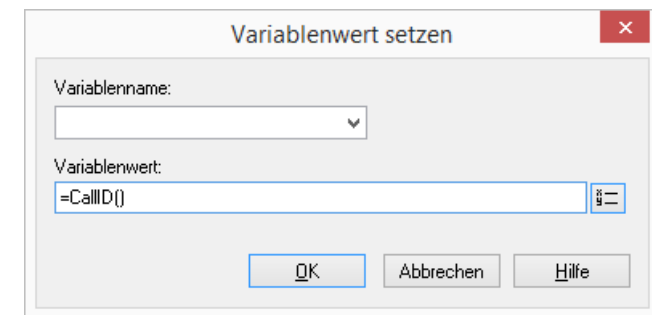 Variablenwert setzen
Variablenname:
Variablenwert:
=CallID()
OK Abbrechen Hilfe